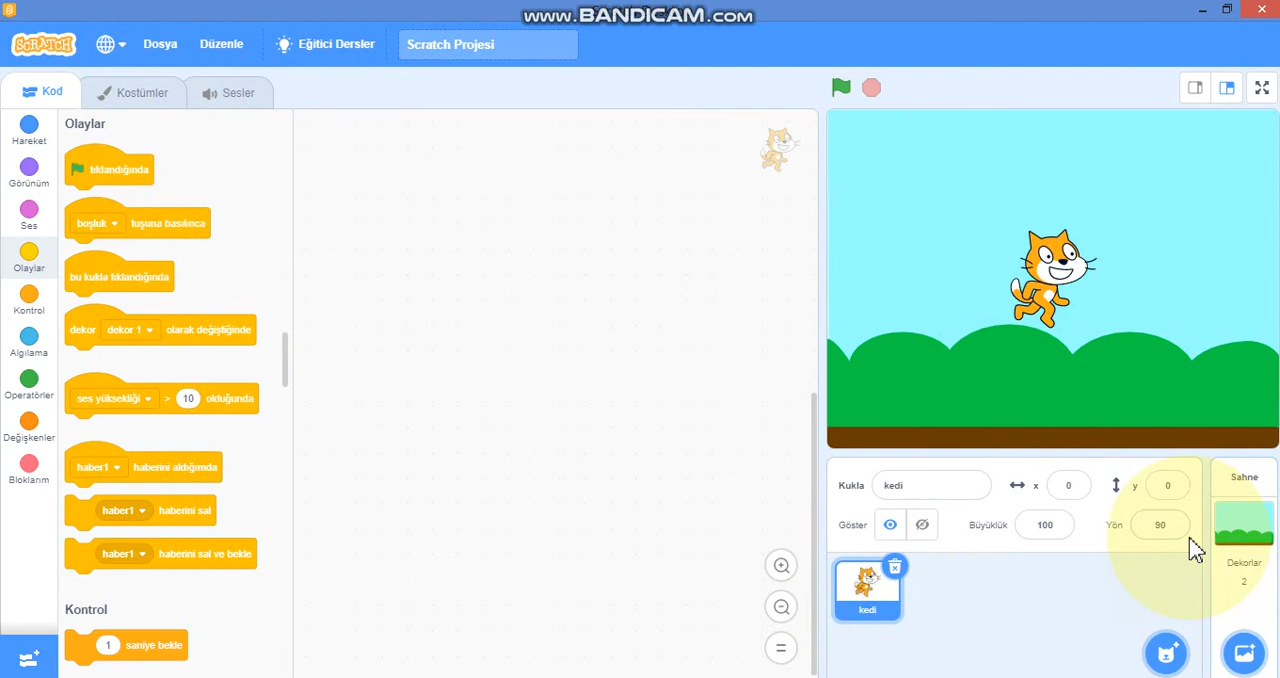 www.BANDICAM.com
SCRATCH
Dosya
Düzenle
Eğitici Dersler
Scratch Projesi
Kod
Kostümler
Sesler
Hareket
Görünüm
Ses
Olaylar
Kontrol
Algılama
Operatörler
Değişkenler
Bloklarım
Olaylar
tıklandığında
boşluk tuşuna basılınca
bu kukla tıklandığında
dekor dekor 1 olarak değiştiğinde
ses yüksekliği > 10 olduğunda
haber1 haberini aldığımda
haber1 haberini sal
haber1 haberini sal ve bekle
Kontrol
1 saniye bekle
Kukla kedi x 0 y 0
Göster Büyüklük 100 Yön 90
kedi
Sahne
Dekorlar
2